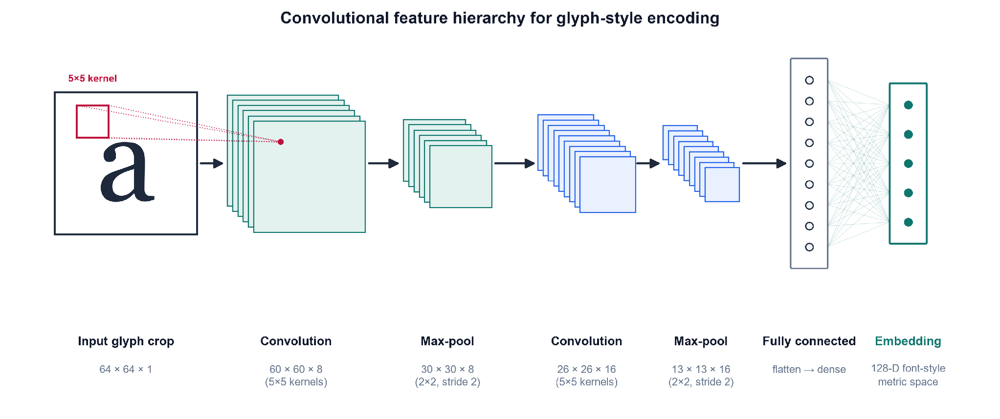 Convolutional feature hierarchy for glyph-style encoding
5×5 kernel
a
Input glyph crop
64 × 64 × 1
Convolution
60 × 60 × 8
(5×5 kernels)
Max-pool
30 × 30 × 8
(2×2, stride 2)
Convolution
26 × 26 × 16
(5×5 kernels)
Max-pool
13 × 13 × 16
(2×2, stride 2)
Fully connected
flatten → dense
Embedding
128-D font-style
metric space